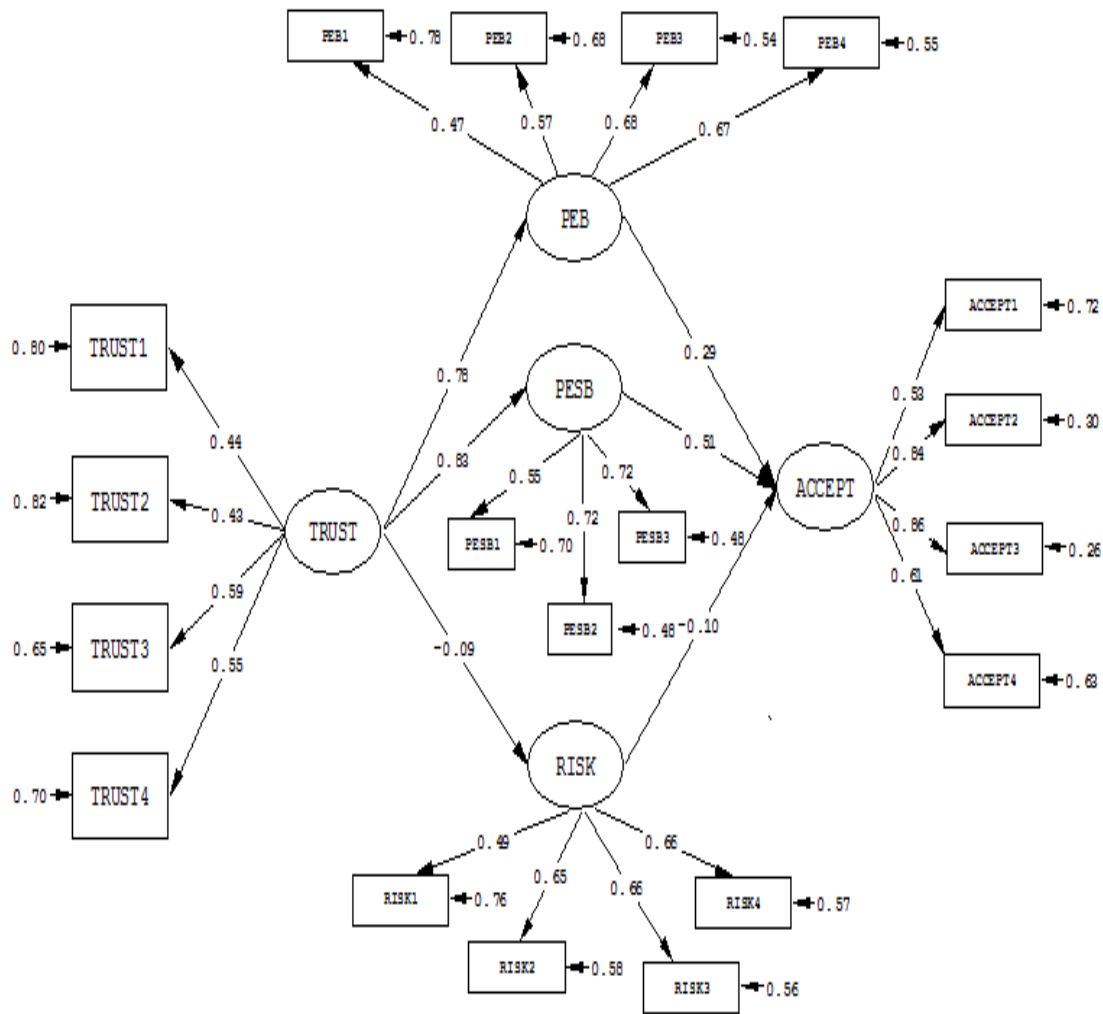 PEB1 0.78 PEB2 0.68 PEB3 0.54 PEB4 0.55
0.47 0.57 0.68 0.67
PEB
ACCEPT1 0.72
0.80 TRUST1
0.29
0.78
PESB
0.53
ACCEPT2 0.30
0.44 0.83 0.51 0.84
0.55 0.72
0.82 TRUST2 0.43 TRUST 0.72 ACCEPT
PESB1 0.70 PESB3 0.48 0.86 ACCEPT3 0.26
0.59 0.61
PESB2 0.48 -0.10
0.65 TRUST3 0.55 -0.09
ACCEPT4 0.63
RISK
0.70 TRUST4
0.49 0.65 0.66 0.66
RISK1 0.76 RISK4 0.57
RISK2 0.58 RISK3 0.56